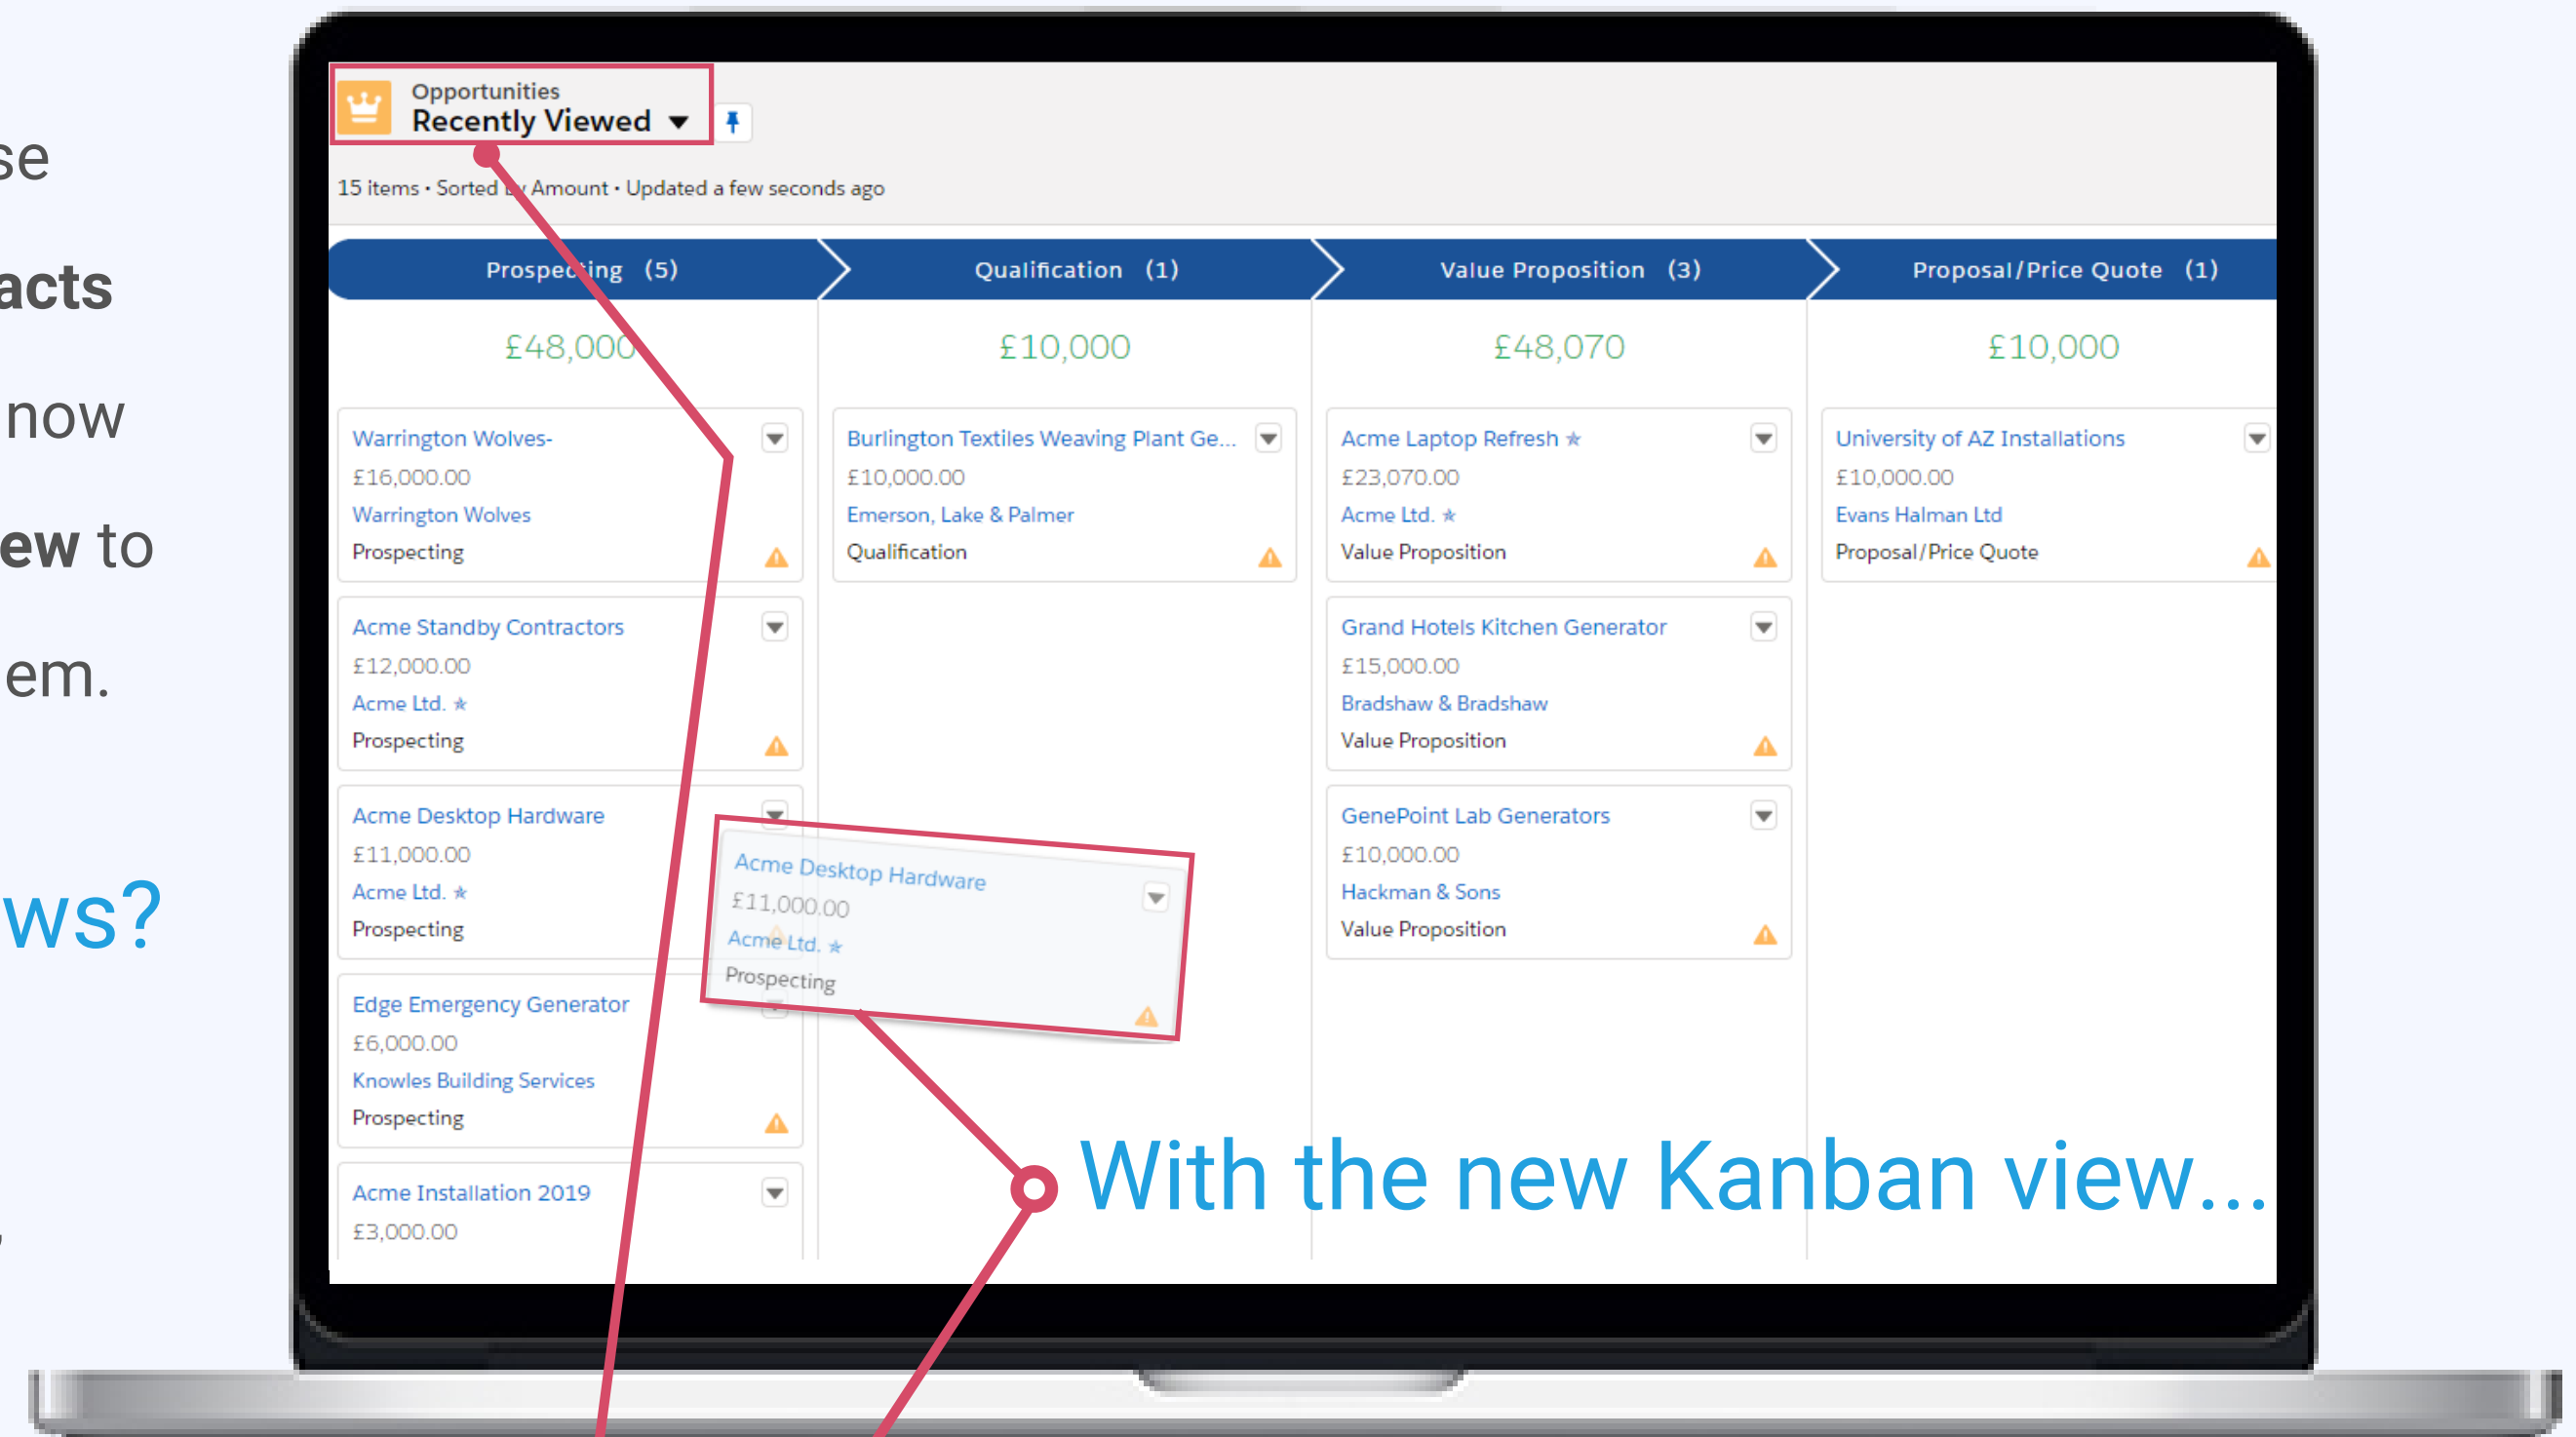 se
acts
now
ew to
em.
ws?
Opportunities
Recently Viewed
15 items • Sorted by Amount • Updated a few seconds ago
Prospecting (5)
£48,000
Warrington Wolves-
£16,000.00
Warrington Wolves
Prospecting
Acme Standby Contractors
£12,000.00
Acme Ltd.
Prospecting
Acme Desktop Hardware
£11,000.00
Acme Ltd.
Prospecting
Edge Emergency Generator
£6,000.00
Knowles Building Services
Prospecting
Acme Installation 2019
£3,000.00
Qualification (1)
£10,000
Burlington Textiles Weaving Plant Ge...
£10,000.00
Emerson, Lake & Palmer
Qualification
Acme Desktop Hardware
£11,000.00
Acme Ltd.
Prospecting
Value Proposition (3)
£48,070
Acme Laptop Refresh
£23,070.00
Acme Ltd.
Value Proposition
Grand Hotels Kitchen Generator
£15,000.00
Bradshaw & Bradshaw
Value Proposition
GenePoint Lab Generators
£10,000.00
Hackman & Sons
Value Proposition
Proposal/Price Quote (1)
£10,000
University of AZ Installations
£10,000.00
Evans Halman Ltd
Proposal/Price Quote
With the new Kanban view...